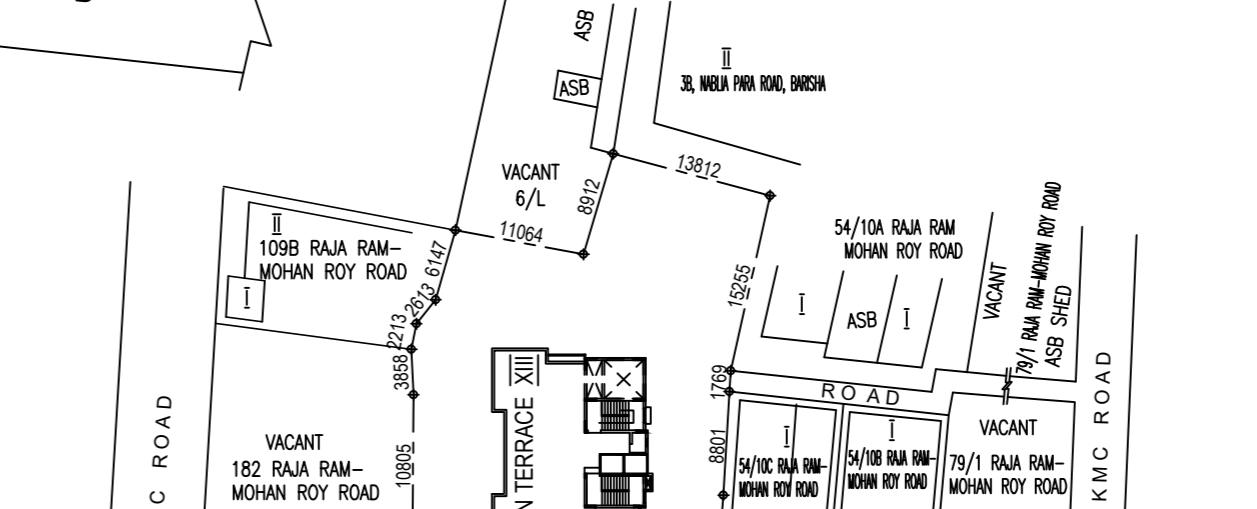 ASB
II
3B, NABLIA PARA ROAD, BARISHA
ASB
VACANT
6/L
13812
8912
11064
II
109B RAJA RAM-
MOHAN ROY ROAD
6147
I
2613
2213
3858
54/10A RAJA RAM
MOHAN ROY ROAD
15255
I
ASB
I
VACANT
79/1 RAJA RAM-MOHAN ROY ROAD
ASB SHED
1769
ROAD
C ROAD
VACANT
182 RAJA RAM-
MOHAN ROY ROAD
10805
N TERRACE XIII
8801
I
54/10C RAJA RAM-
MOHAN ROY ROAD
I
54/10B RAJA RAM-
MOHAN ROY ROAD
VACANT
79/1 RAJA RAM-
MOHAN ROY ROAD
KMC ROAD